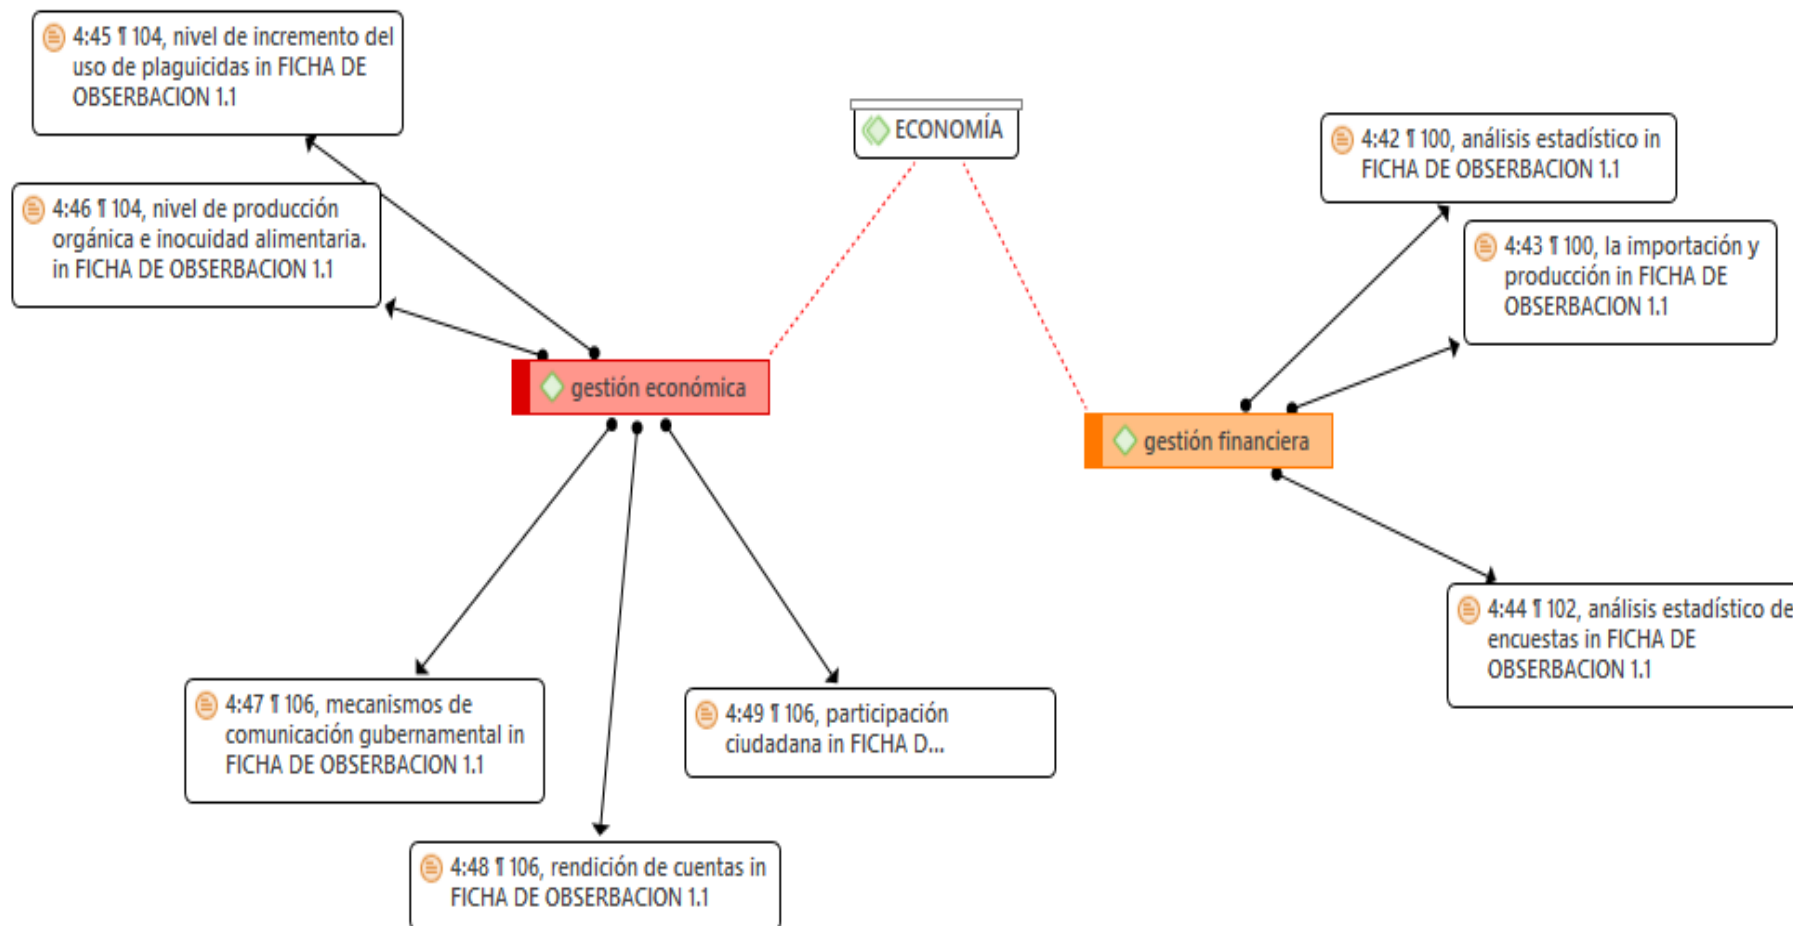 4:45 ¶ 104, nivel de incremento del
uso de plaguicidas in FICHA DE
OBSERBACION 1.1
4:46 ¶ 104, nivel de producción
orgánica e inocuidad alimentaria.
in FICHA DE OBSERBACION 1.1
ECONOMÍA
4:42 ¶ 100, análisis estadístico in
FICHA DE OBSERBACION 1.1
4:43 ¶ 100, la importación y
producción in FICHA DE
OBSERBACION 1.1
gestión económica
gestión financiera
4:44 ¶ 102, análisis estadístico de
encuestas in FICHA DE
OBSERBACION 1.1
4:47 ¶ 106, mecanismos de
comunicación gubernamental in
FICHA DE OBSERBACION 1.1
4:49 ¶ 106, participación
ciudadana in FICHA D...
4:48 ¶ 106, rendición de cuentas in
FICHA DE OBSERBACION 1.1